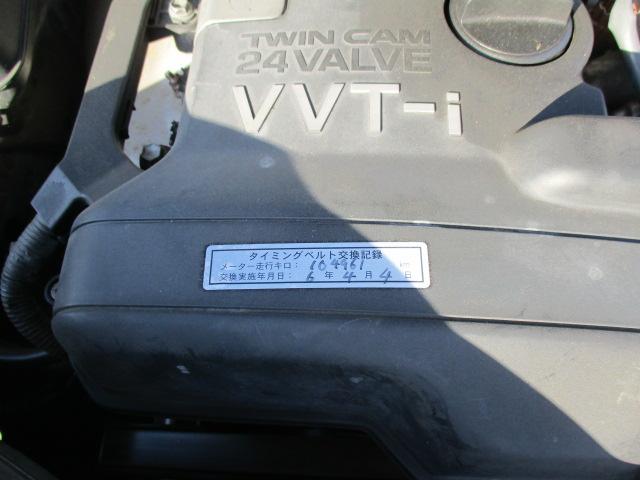 TWIN CAM
24 VALVE
VVT-i
タイミングベルト交換記録
メーター走行キロ: 104961 km
交換実施年月日: 6年4月4日